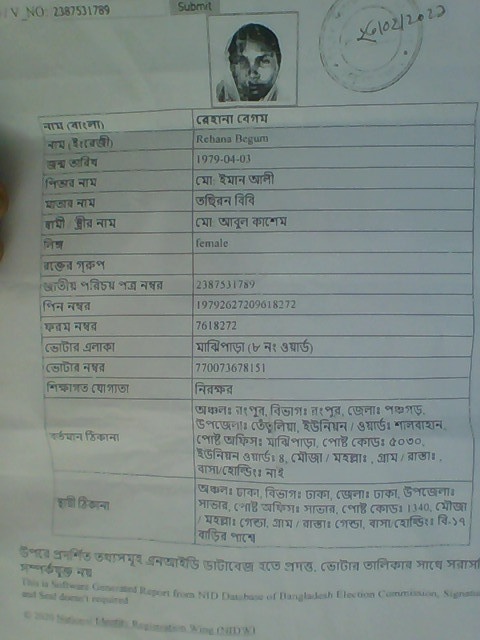 V_NO: 2387531789
Submit
26/02/2023
নাম (বাংলা) রেহানা বেগম
নাম (ইংরেজী) Rehana Begum
জন্ম তারিখ 1979-04-03
পিতার নাম মো: ইমান আলী
মাতার নাম তছিরন বিবি
স্বামী / স্ত্রীর নাম মো: আবুল কাশেম
লিঙ্গ female
রক্তের গ্রুপ
জাতীয় পরিচয় পত্র নম্বর 2387531789
পিন নম্বর 19792627209618272
ফরম নম্বর 7618272
ভোটার এলাকা মাঝিপাড়া (৮ নং ওয়ার্ড)
ভোটার নম্বর 770073678151
শিক্ষাগত যোগ্যতা নিরক্ষর
বর্তমান ঠিকানা
অঞ্চলঃ রংপুর, বিভাগঃ রংপুর, জেলাঃ পঞ্চগড়,
উপজেলাঃ তেঁতুলিয়া, ইউনিয়ন / ওয়ার্ডঃ শালবাহান,
পোষ্ট অফিসঃ মাঝিপাড়া, পোষ্ট কোডঃ ৫০৩০,
ইউনিয়ন ওয়ার্ডঃ 8, মৌজা / মহল্লাঃ , গ্রাম / রাস্তাঃ ,
বাসা/হোল্ডিংঃ নাই
স্থায়ী ঠিকানা
অঞ্চলঃ ঢাকা, বিভাগঃ ঢাকা, জেলাঃ ঢাকা, উপজেলাঃ
সাভার, পোষ্ট অফিসঃ সাভার, পোষ্ট কোডঃ 1340, মৌজা
/ মহল্লাঃ গেন্ডা, গ্রাম / রাস্তাঃ গেন্ডা, বাসা/হোল্ডিংঃ বি-১৭
বাড়ির পাশে
উপরে প্রদর্শিত তথ্যসমূহ এনআইডি ডাটাবেজ হতে প্রদত্ত, ভোটার তালিকার সাথে সরাসরি
সম্পর্কযুক্ত নয়
This is Software Generated Report from NID Database of Bangladesh Election Commission, Signature
and Seal doesn't required
© 2020 National Identity Registration Wing (NIDW)